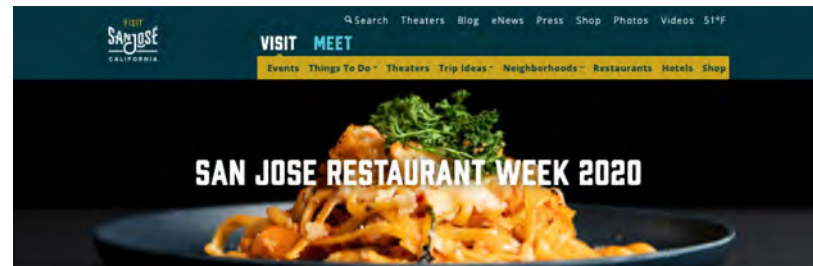 VISIT
SAN JOSE
CALIFORNIA
Search Theaters Blog eNews Press Shop Photos Videos 51°F
VISIT MEET
Events Things To Do Theaters Trip Ideas Neighborhoods Restaurants Hotels Shop
SAN JOSE RESTAURANT WEEK 2020